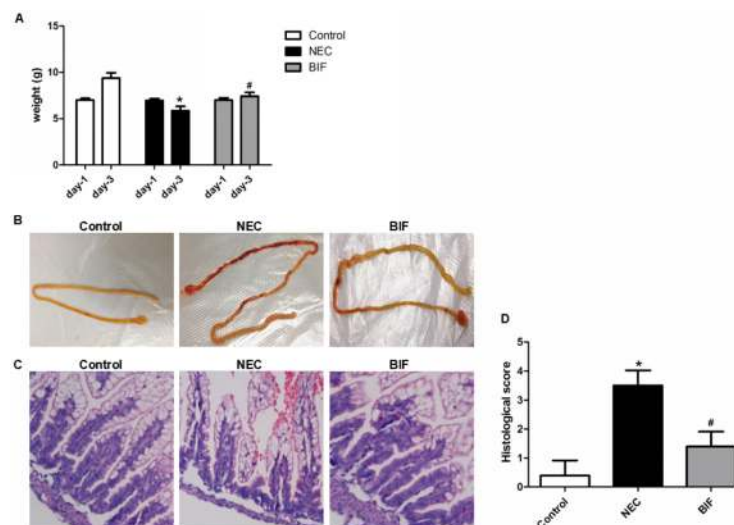 A
Control
NEC
BIF
weight (g)
15
10
5
0
*
#
day-1
day-3
day-1
day-3
day-1
day-3
B
Control
NEC
BIF
C
Control
NEC
BIF
D
Histological score
5
4
3
2
1
0
*
#
Control
NEC
BIF